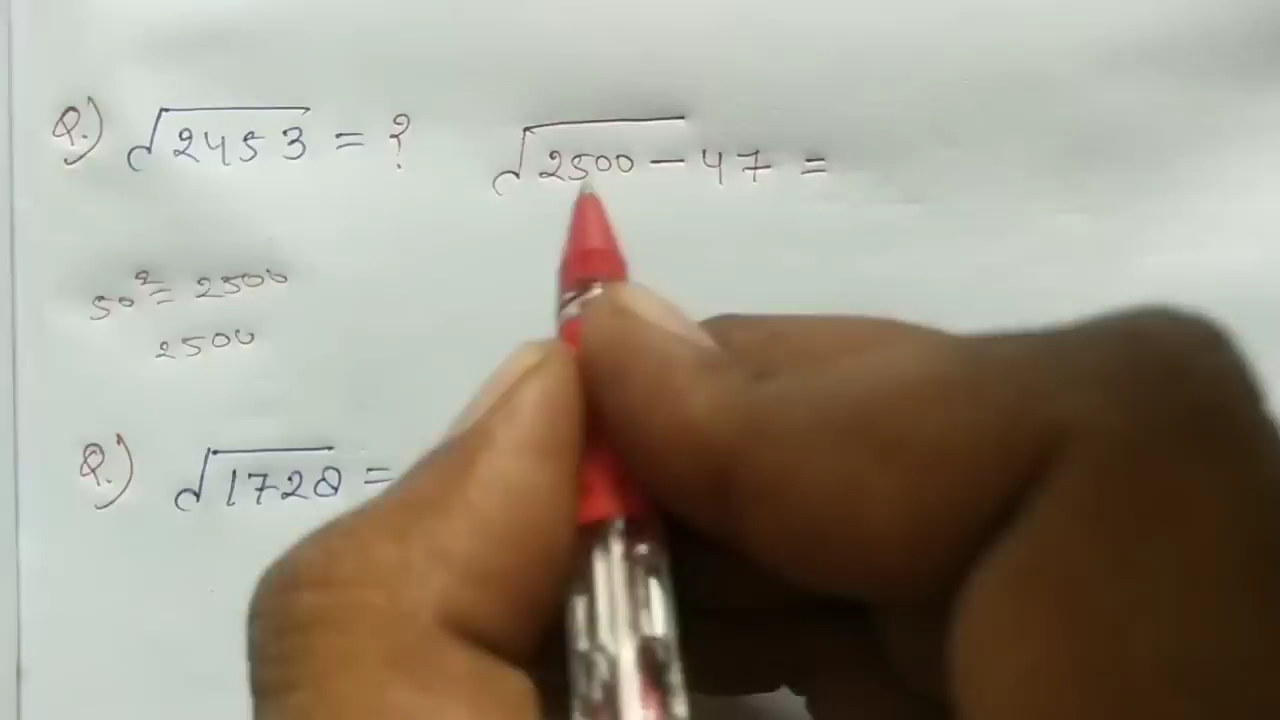 Q.) √2453 = ? √2500 - 47 =
50² = 2500
2500
Q.) √1728 =